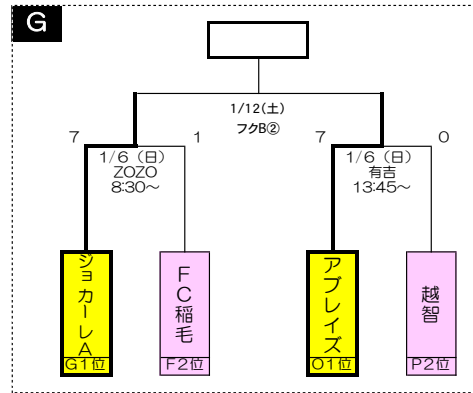 G
1/12(土)
フクB②
7
1
7
0
1/6（日）
ZOZO
8:30～
1/6（日）
有吉
13:45～
ジョカーレA
FC稲毛
アブレイズ
越智
G1位
F2位
O1位
P2位